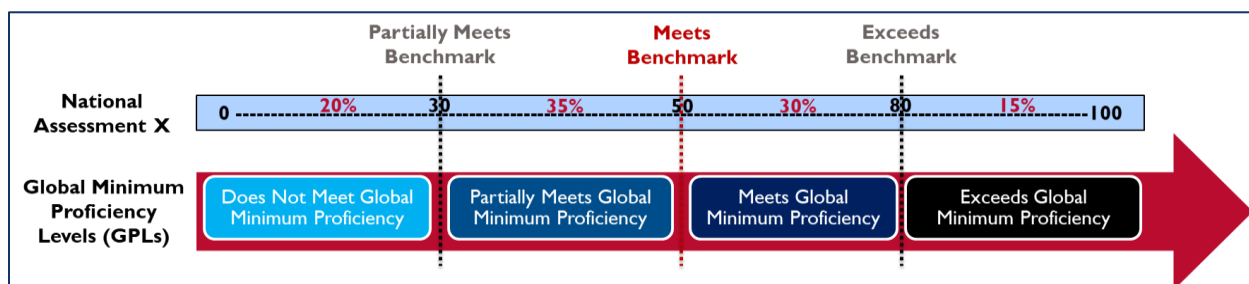 Partially Meets
Benchmark
Meets
Benchmark
Exceeds
Benchmark
National
Assessment X
0 20% 30 35% 50 30% 80 15% 100
Global Minimum
Proficiency
Levels (GPLs)
Does Not Meet Global
Minimum Proficiency
Partially Meets Global
Minimum Proficiency
Meets Global
Minimum Proficiency
Exceeds Global
Minimum Proficiency